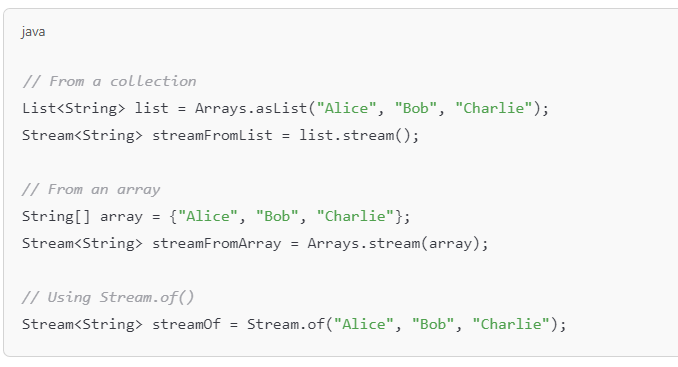 java
// From a collection
List<String> list = Arrays.asList("Alice", "Bob", "Charlie");
Stream<String> streamFromList = list.stream();
// From an array
String[] array = {"Alice", "Bob", "Charlie"};
Stream<String> streamFromArray = Arrays.stream(array);
// Using Stream.of()
Stream<String> streamOf = Stream.of("Alice", "Bob", "Charlie");